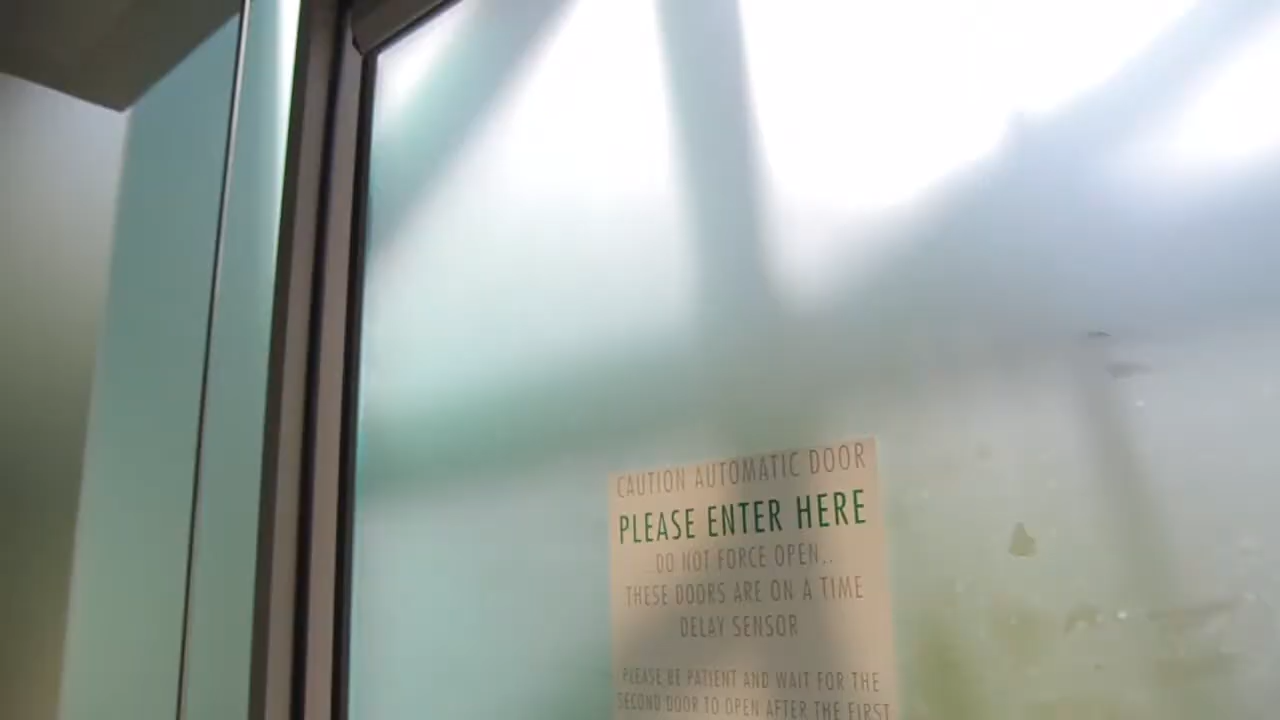 CAUTION AUTOMATIC DOOR
PLEASE ENTER HERE
..DO NOT FORCE OPEN..
THESE DOORS ARE ON A TIME
DELAY SENSOR
PLEASE BE PATIENT AND WAIT FOR THE
SECOND DOOR TO OPEN AFTER THE FIRST